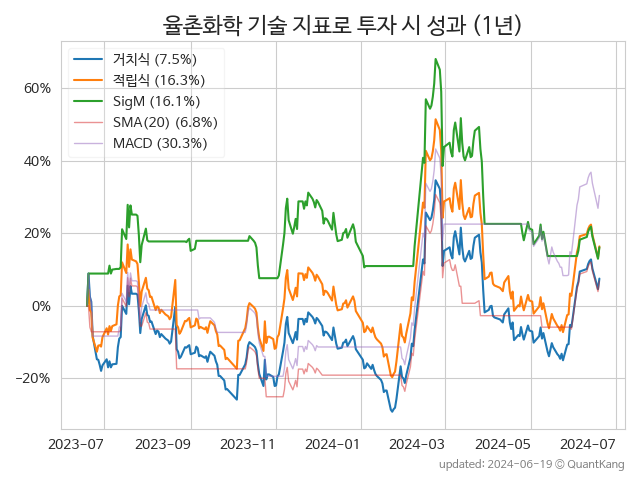 율촌화학 기술 지표로 투자 시 성과 (1년)
거치식 (7.5%)
적립식 (16.3%)
SigM (16.1%)
SMA(20) (6.8%)
MACD (30.3%)
60%
40%
20%
0%
−20%
2023-07 2023-09 2023-11 2024-01 2024-03 2024-05 2024-07
updated: 2024-06-19 @ QuantKang